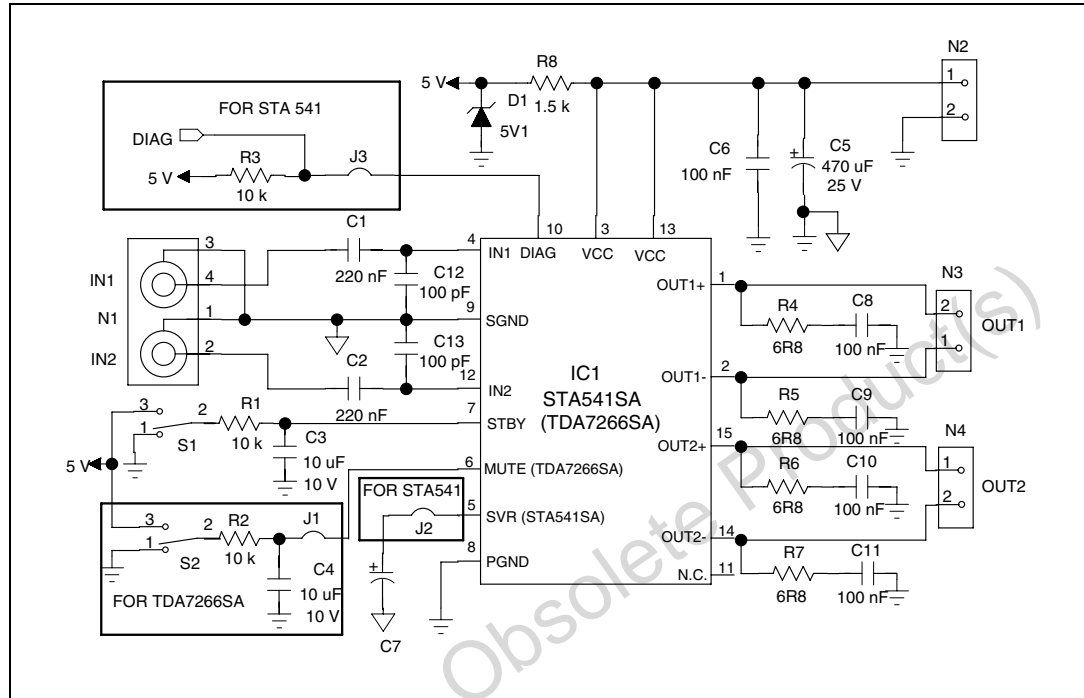 N2
R8
5 V
1
FOR STA 541
D1
1.5 k
2
DIAG
5V1
C6
C5
R3
J3
100 nF
470 uF
5 V
25 V
10 k
10
3
13
C1
4
IN1
DIAG
VCC
VCC
3
IN1
4
220 nF
C12
100 pF
1
OUT1+
N3
N1
1
9
SGND
R4
C8
2
OUT1
C13
100 pF
6R8
100 nF
1
IN2
2
C2
12
IN2
IC1
STA541SA
(TDA7266SA)
2
OUT1-
R5
C9
3
2
R1
220 nF
7
STBY
6R8
100 nF
1
S1
10 k
C3
10 uF
10 V
15
OUT2+
N4
5 V
6
MUTE (TDA7266SA)
R6
C10
1
OUT2
FOR STA541
6R8
100 nF
2
3
2
R2
J1
J2
5
SVR (STA541SA)
1
S2
10 k
8
PGND
14
OUT2-
R7
C11
C4
10 uF
10 V
N.C.
11
6R8
100 nF
FOR TDA7266SA
+
C7
+
Obsolete Product(s)